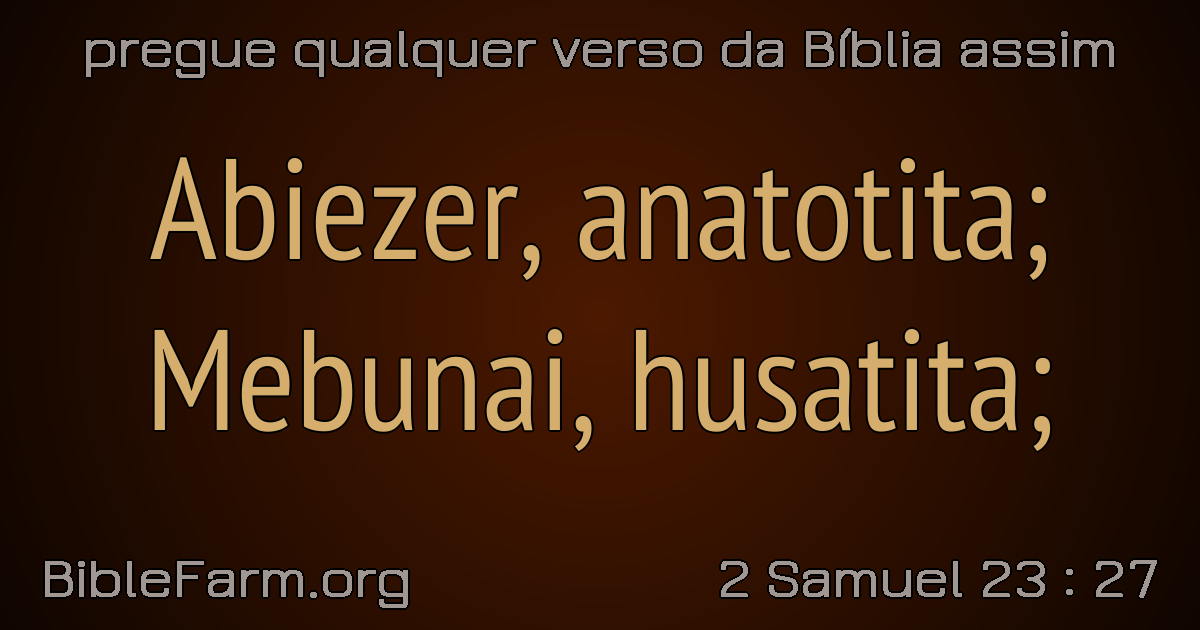 pregue qualquer verso da Bíblia assim
Abiezer, anatotita;
Mebunai, husatita;
BibleFarm.org
2 Samuel 23 : 27